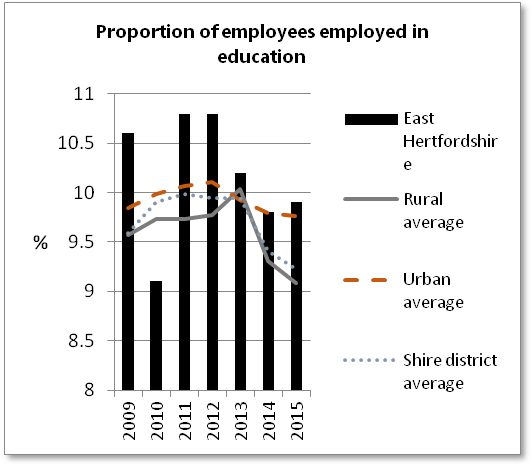 Proportion of employees employed in
education
11
10.5
10
9.5
9
8.5
8
%
2009
2010
2011
2012
2013
2014
2015
East
Hertfordshir
e
Rural
average
Urban
average
Shire district
average